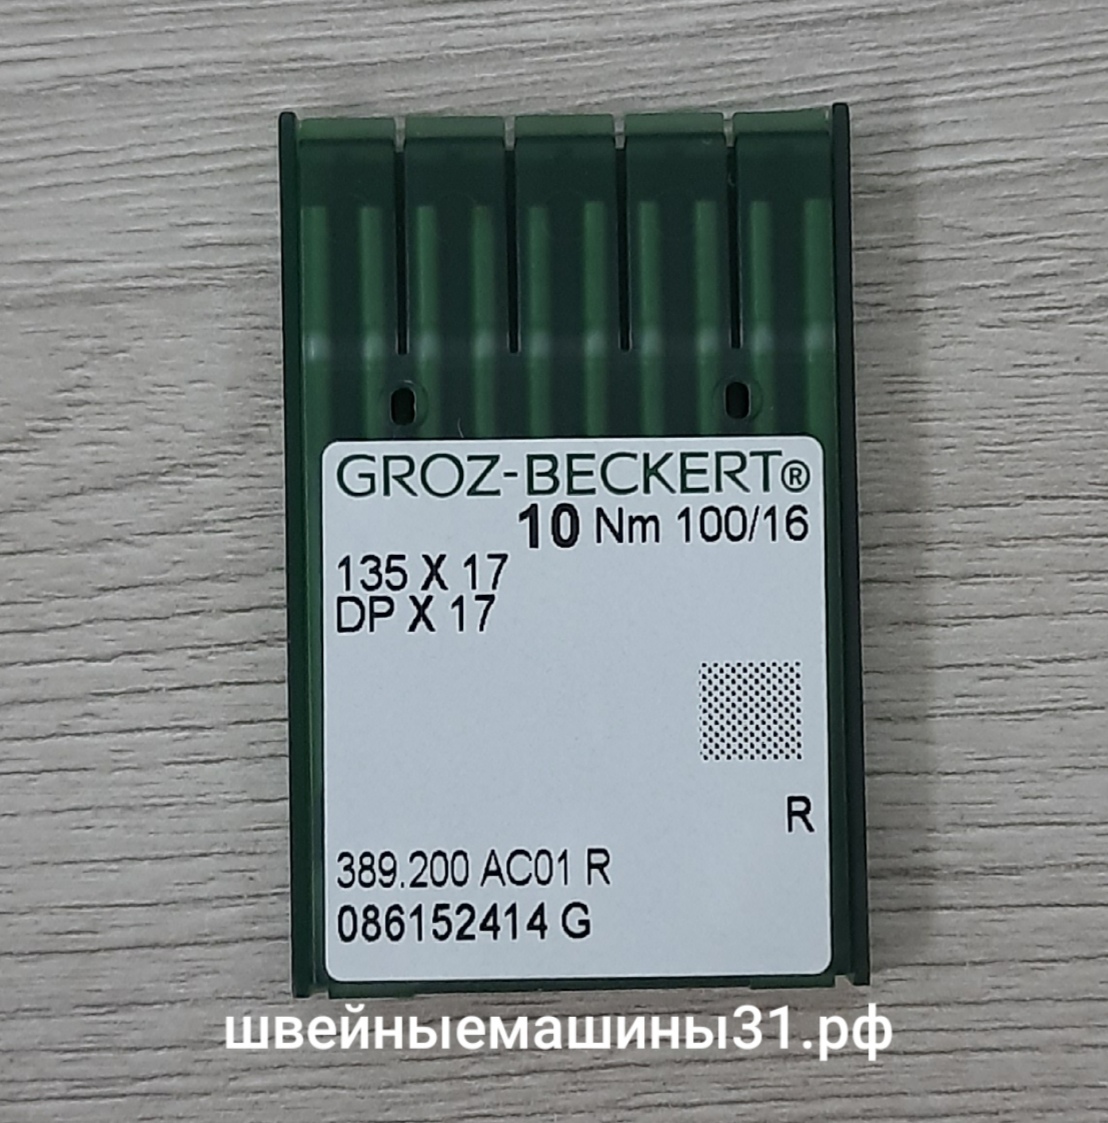 GROZ-BECKERT®
10 Nm 100/16
135 X 17
DP X 17
R
389.200 AC01 R
086152414 G
швейныемашины31.рф